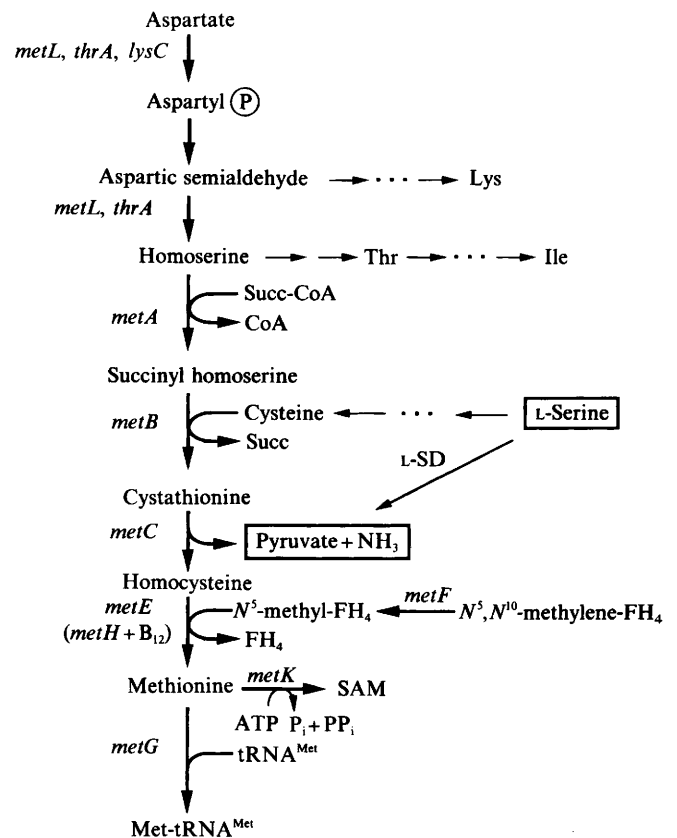 Aspartate
metL, thrA, lysC
Aspartyl Ⓟ
Aspartic semialdehyde → · · · → Lys
metL, thrA
Homoserine → → Thr → · · · → Ile
Succ-CoA
metA
CoA
Succinyl homoserine
Cysteine ← · · · ← L-Serine
metB
Succ
L-SD
Cystathionine
metC
Pyruvate + NH₃
Homocysteine
metE
N⁵-methyl-FH₄ ← metF N⁵,N¹⁰-methylene-FH₄
(metH + B₁₂)
FH₄
metK
Methionine → SAM
ATP Pᵢ + PPᵢ
metG
tRNAᴹᵉᵗ
Met-tRNAᴹᵉᵗ